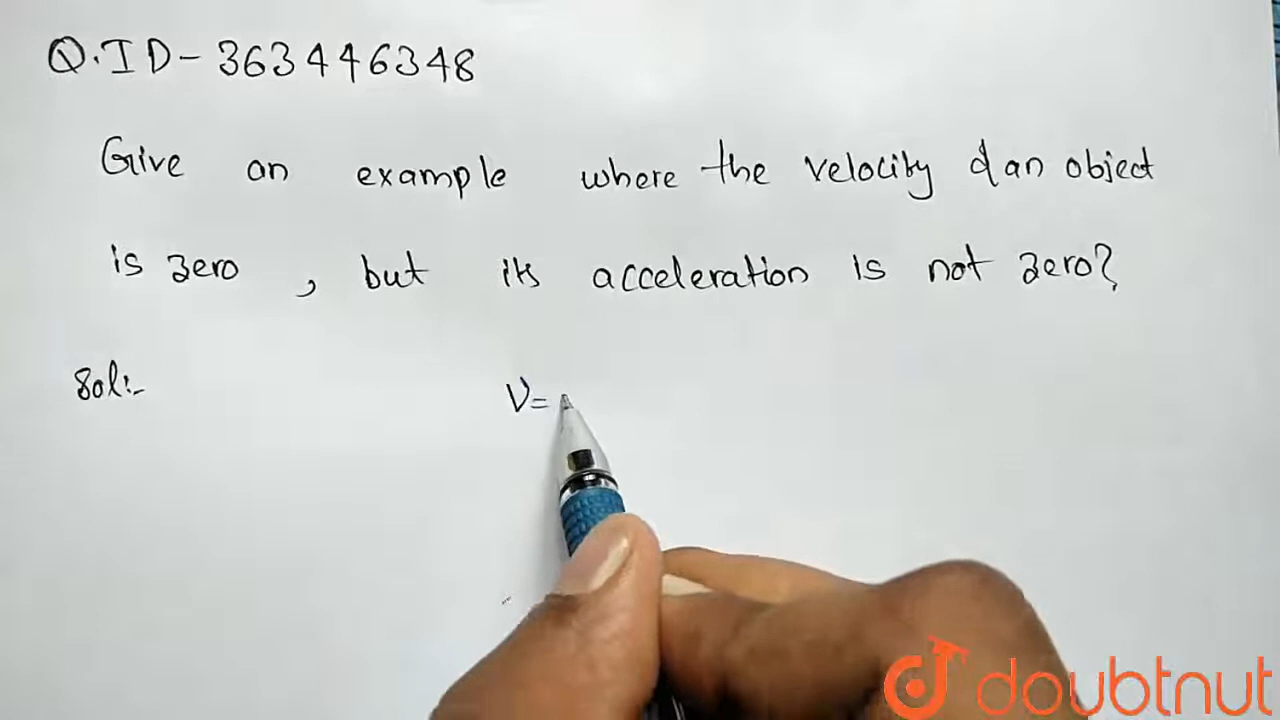 Q.ID- 363446348
Give an example where the velocity of an object
is zero, but its acceleration is not zero?
Sol:-
V=
doubtnut